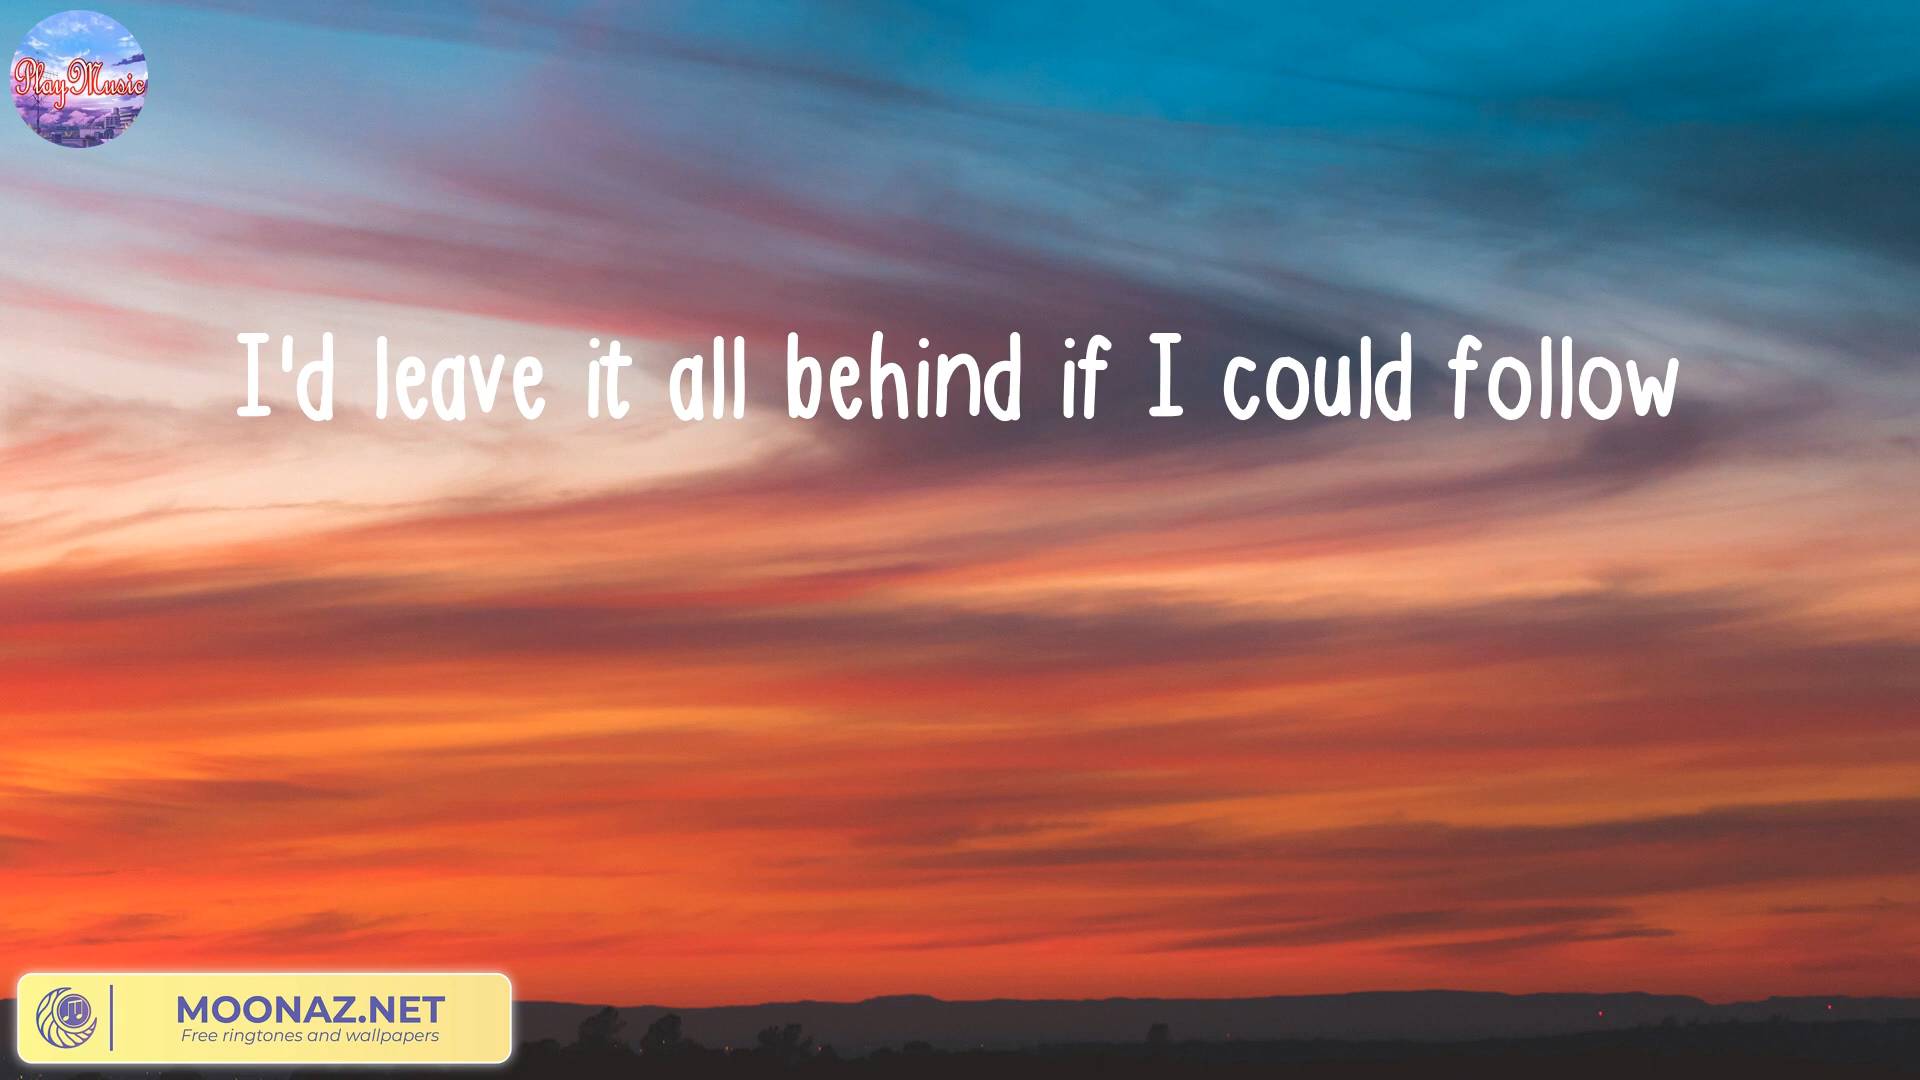 Play Music
I'd leave it all behind if I could follow
MOONAZ.NET
Free ringtones and wallpapers